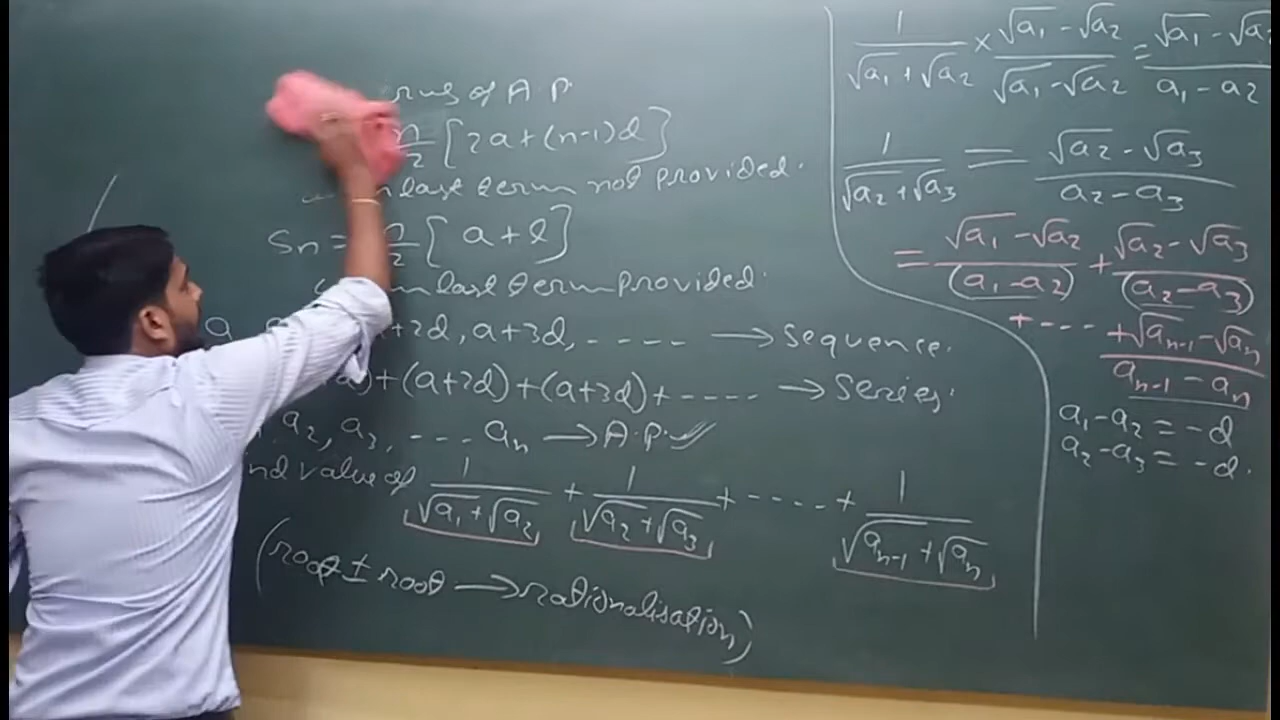 of A.P.
n/2 [2a+(n-1)d]
last term not provided.
Sn = n/2 [a+l]
last term provided.
a, +2d, a+3d, ----- → Sequence.
)+(a+2d)+(a+3d)+----- → Series.
a2, a3, ---- an → A.P. ✓
value of 1/(√a1+√a2) + 1/(√a2+√a3) + ----- + 1/(√an-1+√an)
(root ± root → rationalisation)
1/(√a1+√a2) × (√a1-√a2)/(√a1-√a2) = (√a1-√a2)/(a1-a2)
1/(√a2+√a3) = (√a2-√a3)/(a2-a3)
= (√a1-√a2)/(a1-a2) + (√a2-√a3)/(a2-a3)
+ ---- + (√an-1-√an)/(an-1-an)
a1-a2 = -d
a2-a3 = -d.